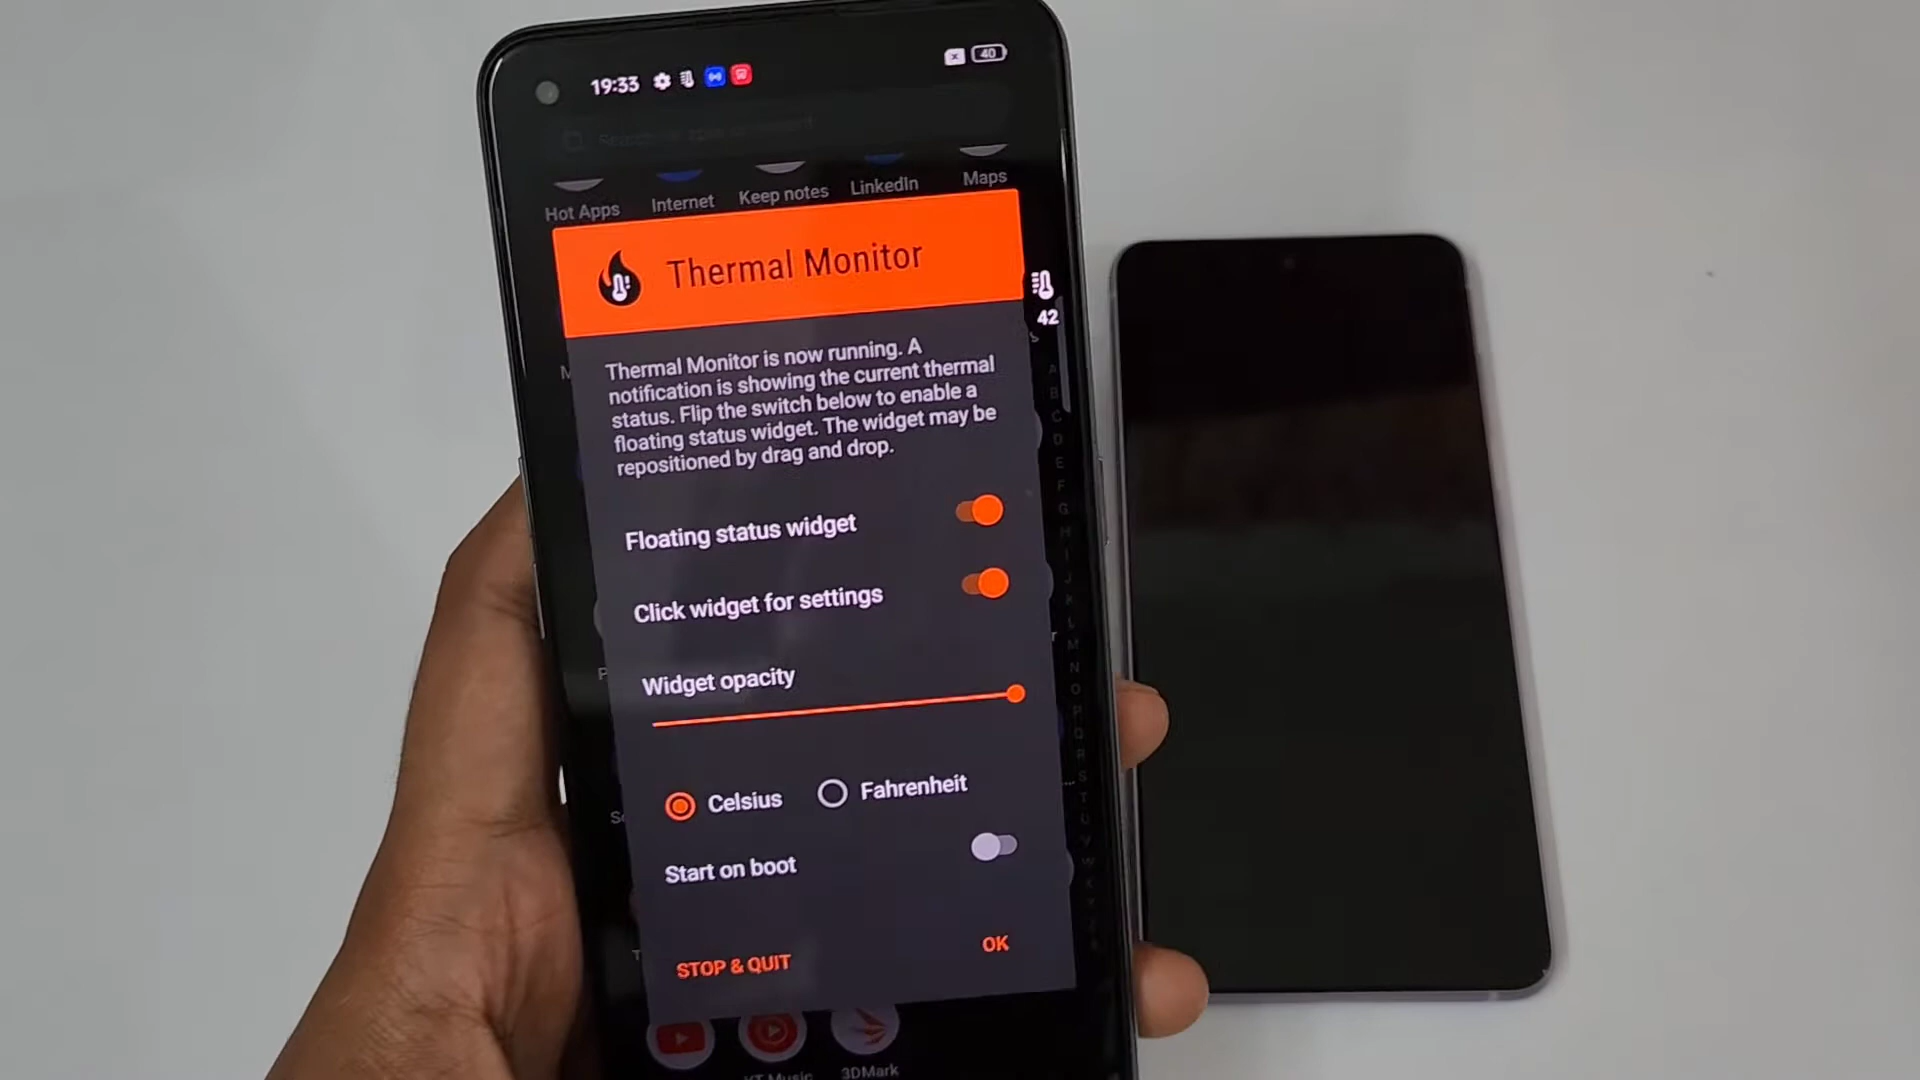 19:33
40
Hot Apps Internet Keep notes LinkedIn Maps
Thermal Monitor
42
Thermal Monitor is now running. A
notification is showing the current thermal
status. Flip the switch below to enable a
floating status widget. The widget may be
repositioned by drag and drop.
Floating status widget
Click widget for settings
Widget opacity
Celsius Fahrenheit
Start on boot
STOP & QUIT OK
YT Music 3DMark